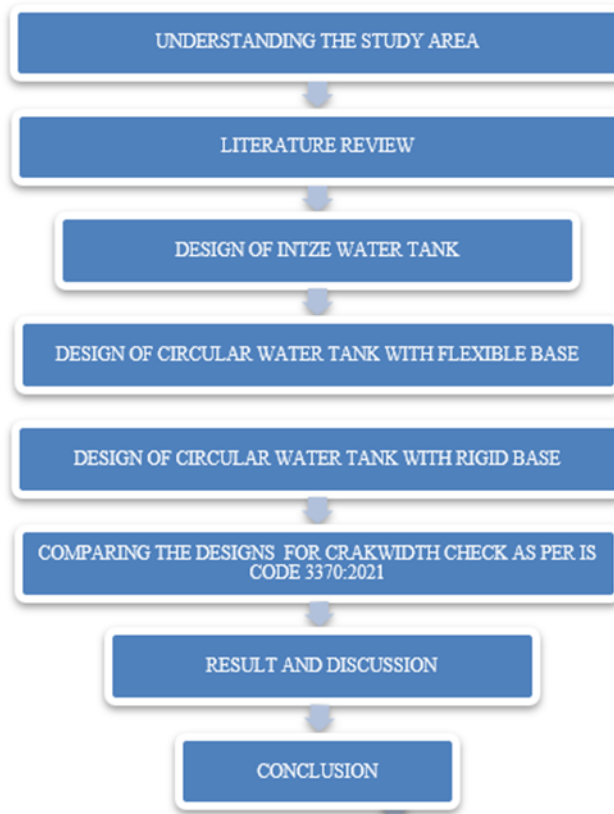 UNDERSTANDING THE STUDY AREA
LITERATURE REVIEW
DESIGN OF INTZE WATER TANK
DESIGN OF CIRCULAR WATER TANK WITH FLEXIBLE BASE
DESIGN OF CIRCULAR WATER TANK WITH RIGID BASE
COMPARING THE DESIGNS FOR CRAKWIDTH CHECK AS PER IS
CODE 3370:2021
RESULT AND DISCUSSION
CONCLUSION